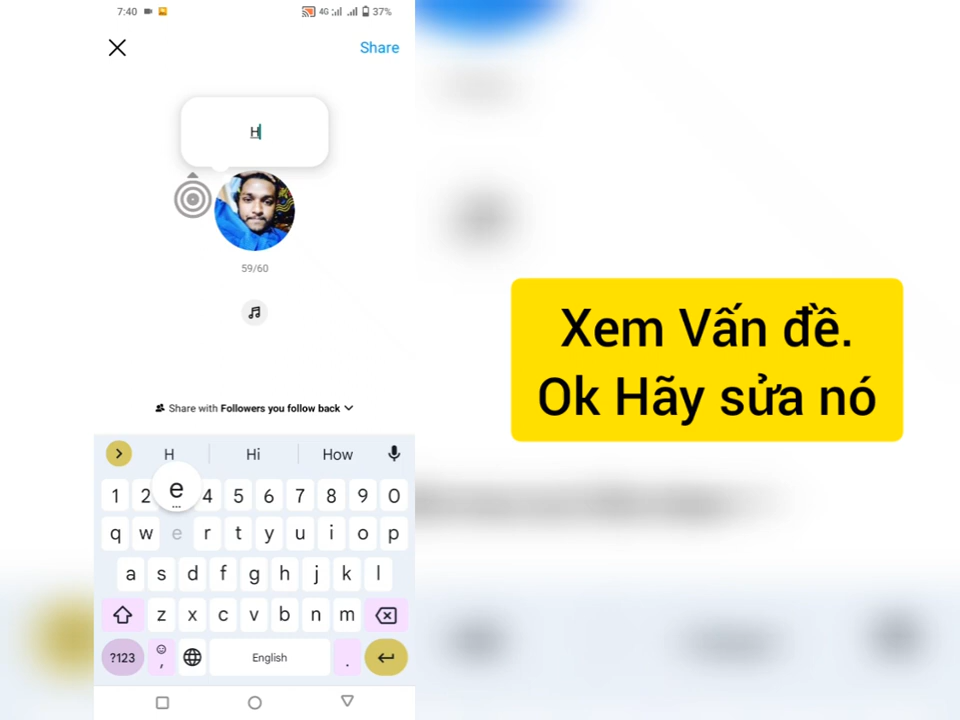 7:40 4G 37%
Share
H
59/60
Share with Followers you follow back
H Hi How
e
1 2 4 5 6 7 8 9 0
q w e r t y u i o p
a s d f g h j k l
z x c v b n m
?123 , English .
Xem Vấn đề.
Ok Hãy sửa nó